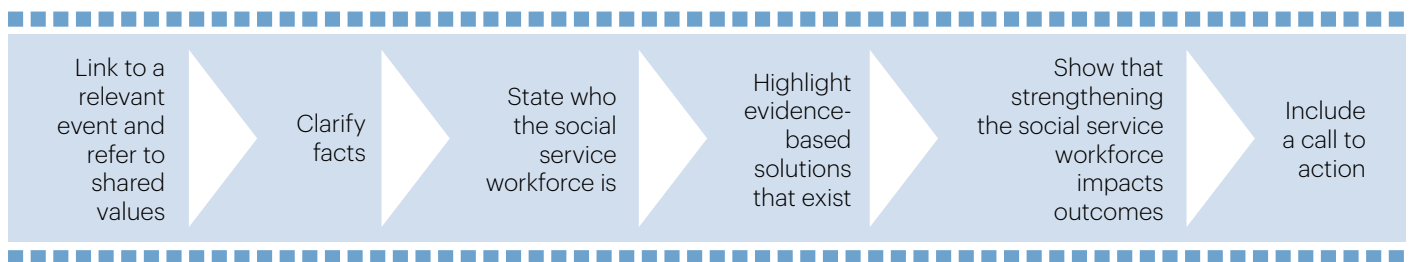 Link to a
relevant
event and
refer to
shared
values
Clarify
facts
State who
the social
service
workforce is
Highlight
evidence-
based
solutions
that exist
Show that
strengthening
the social service
workforce
impacts
outcomes
Include
a call to
action